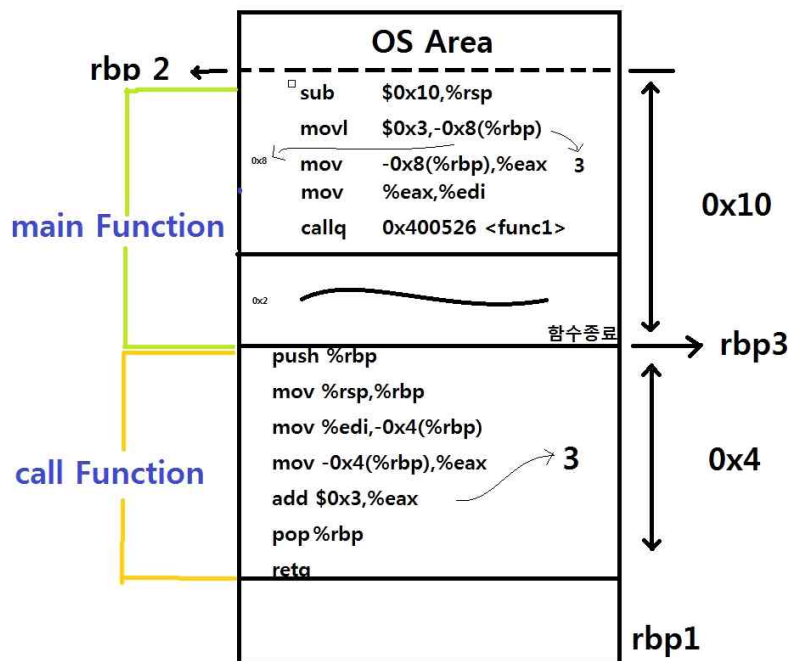 OS Area
rbp 2
sub $0x10,%rsp
movl $0x3,-0x8(%rbp)
0x8
mov -0x8(%rbp),%eax 3
mov %eax,%edi
0x10
main Function
callq 0x400526 <func1>
0x2
함수종료
rbp3
push %rbp
mov %rsp,%rbp
mov %edi,-0x4(%rbp)
mov -0x4(%rbp),%eax
3
0x4
call Function
add $0x3,%eax
pop %rbp
retq
rbp1